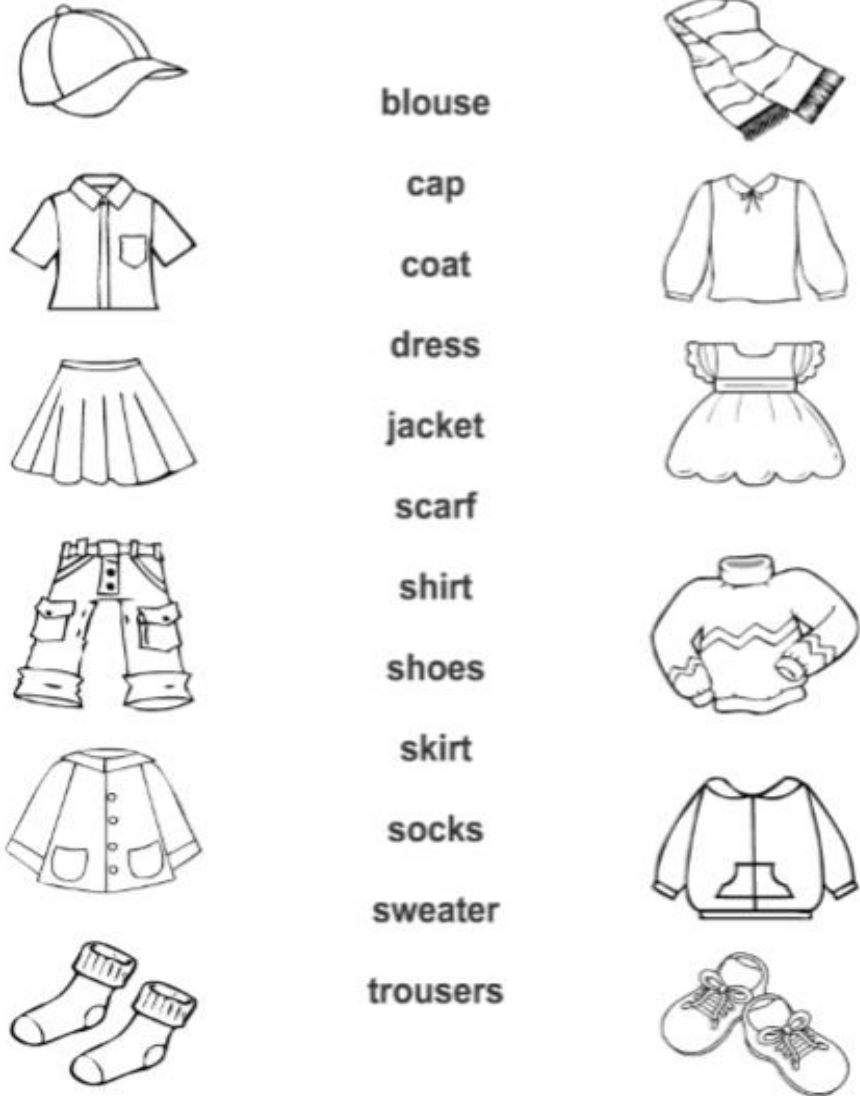 blouse
cap
coat
dress
jacket
scarf
shirt
shoes
skirt
socks
sweater
trousers